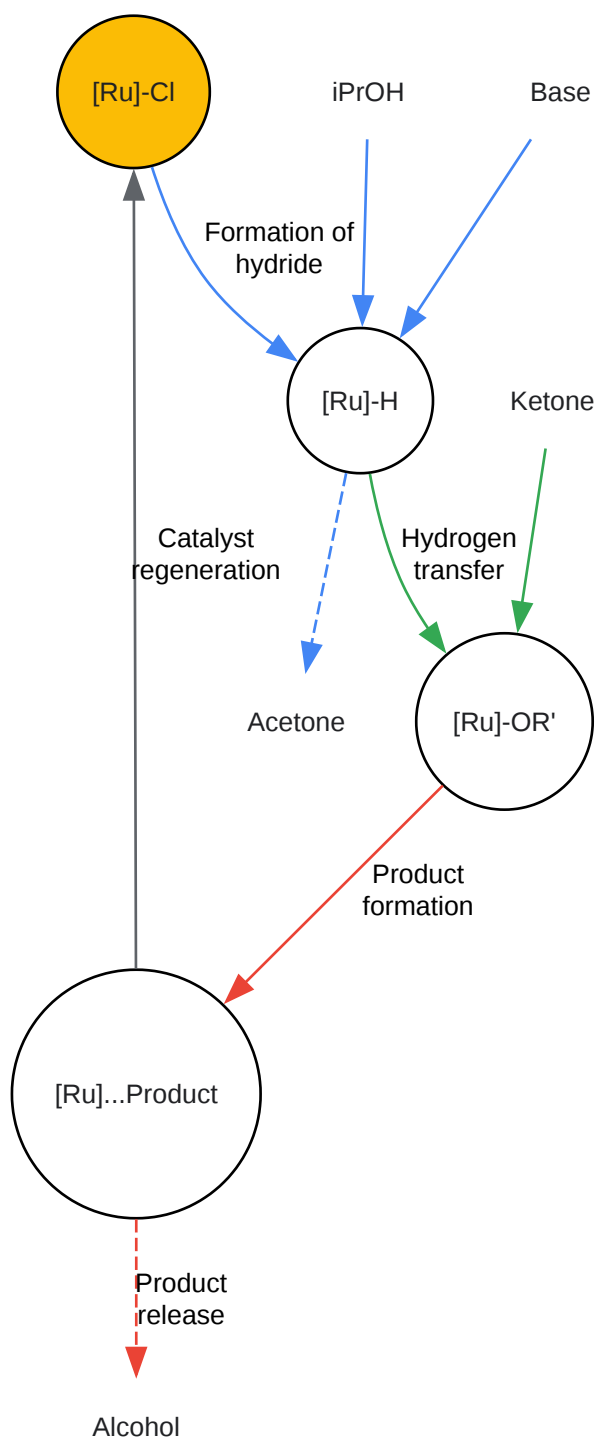 [Ru]-Cl
iPrOH
Base
Formation of
hydride
[Ru]-H
Ketone
Catalyst
regeneration
Hydrogen
transfer
Acetone
[Ru]-OR'
Product
formation
[Ru]...Product
Product
release
Alcohol